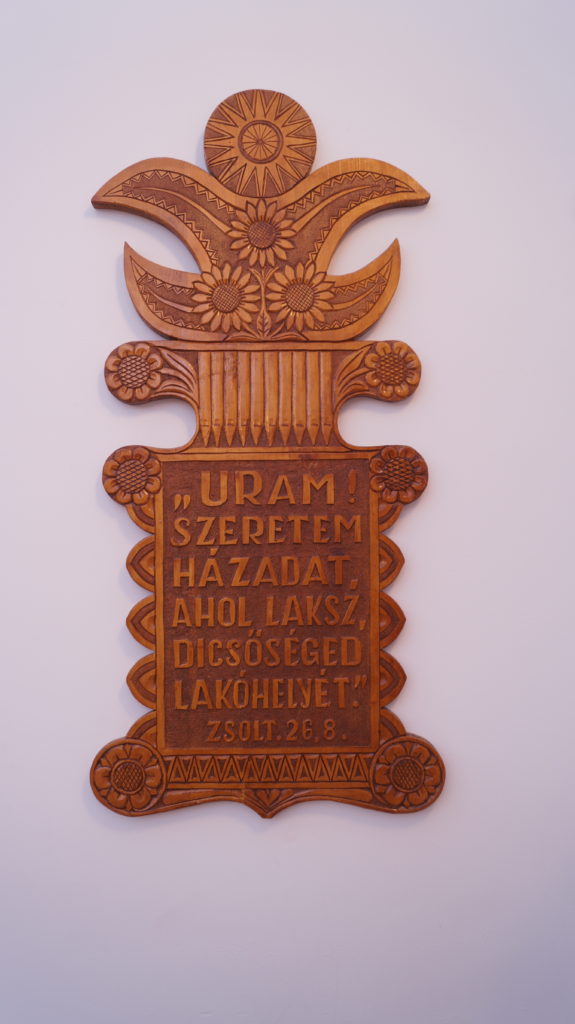 „URAM!
SZERETEM
HÁZADAT,
AHOL LAKSZ,
DICSŐSÉGED
LAKÓHELYÉT.”
ZSOLT. 26, 8.